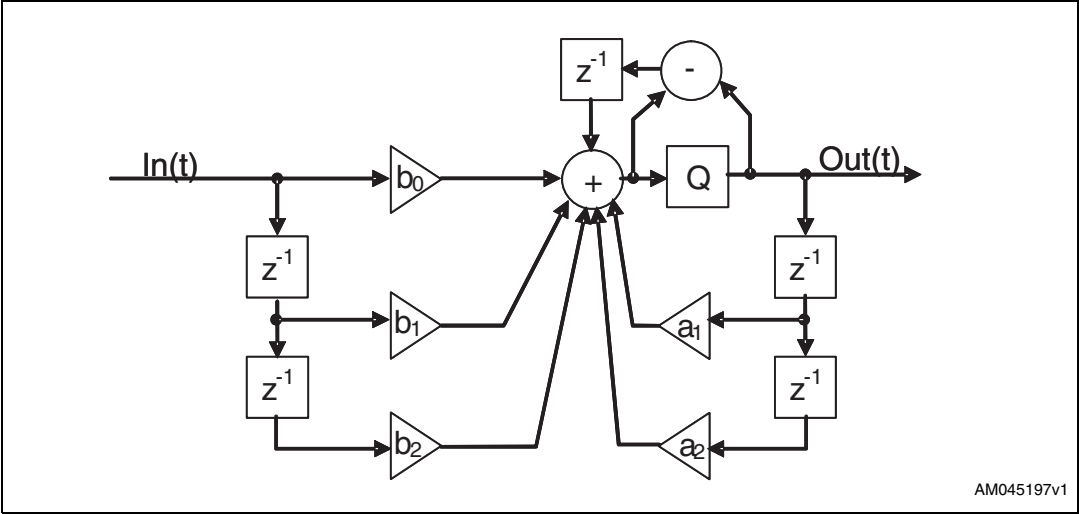 z-1
-
In(t)
b0
+
Q
Out(t)
z-1
z-1
b1
a1
z-1
z-1
b2
a2
AM045197v1